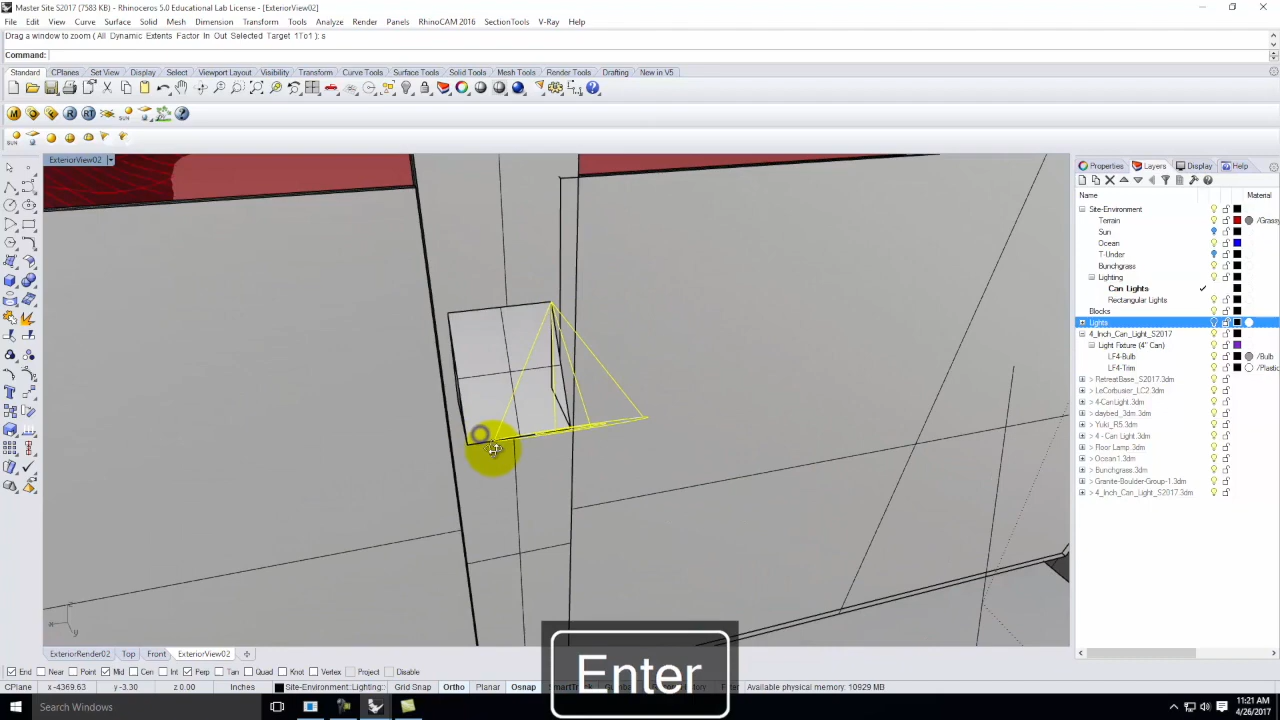 Master Site S2017 (7583 KB) - Rhinoceros 5.0 Educational Lab License - [ExteriorView02]
File Edit View Curve Surface Solid Mesh Dimension Transform Tools Analyze Render Panels RhinoCAM 2016 SectionTools V-Ray Help
Drag a window to zoom ( All Dynamic Extents Factor In Out Selected Target 1To1 ): s
Command:
Standard CPlanes Set View Display Select Viewport Layout Visibility Transform Curve Tools Surface Tools Solid Tools Mesh Tools Render Tools Drafting New in V5
ExteriorView02
Properties Layers Display Help
Name Material
Site-Environment
Terrain /Grassy
Sun
Ocean
T-Under
Bunchgrass
Lighting
Can Lights
Rectangular Lights
Blocks
Lights
4_Inch_Can_Light_S2017
Light Fixture (4" Can)
LF4-Bulb /Bulb
LF4-Trim /Plastic
> RetreatBase_S2017.3dm
> LeCorbusier_LC2.3dm
> 4-CanLight.3dm
> daybed_3dm.3dm
> Yuki_R5.3dm
> 4 - Can Light.3dm
> Floor Lamp.3dm
> Ocean1.3dm
> Bunchgrass.3dm
> Granite-Boulder-Group-1.3dm
> 4_Inch_Can_Light_S2017.3dm
z
x
y
Enter
ExteriorRender02 Top Front ExteriorView02
End Near Point Mid Cen Int Perp Tan Quad Knot Vertex Project Disable
CPlane x -4369.63 y -3.30 z 0.00 Inches Site-Environment::Lighting: Grid Snap Ortho Planar Osnap SmartTrack Available physical memory: 10929 MB
Search Windows
11:21 AM
4/26/2017